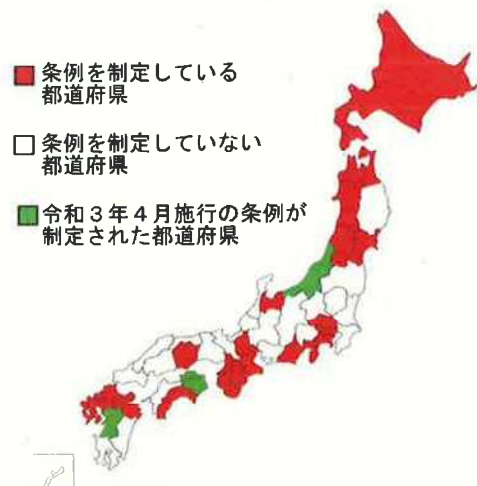 条例を制定している
都道府県
条例を制定していない
都道府県
令和3年4月施行の条例が
制定された都道府県